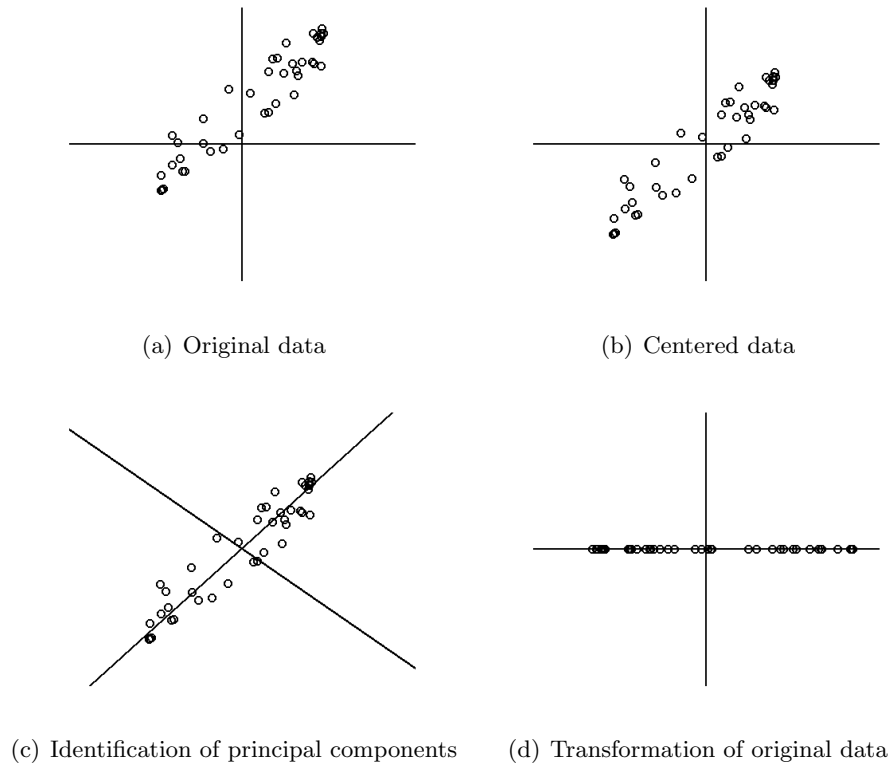 (a) Original data
(b) Centered data
(c) Identification of principal components
(d) Transformation of original data